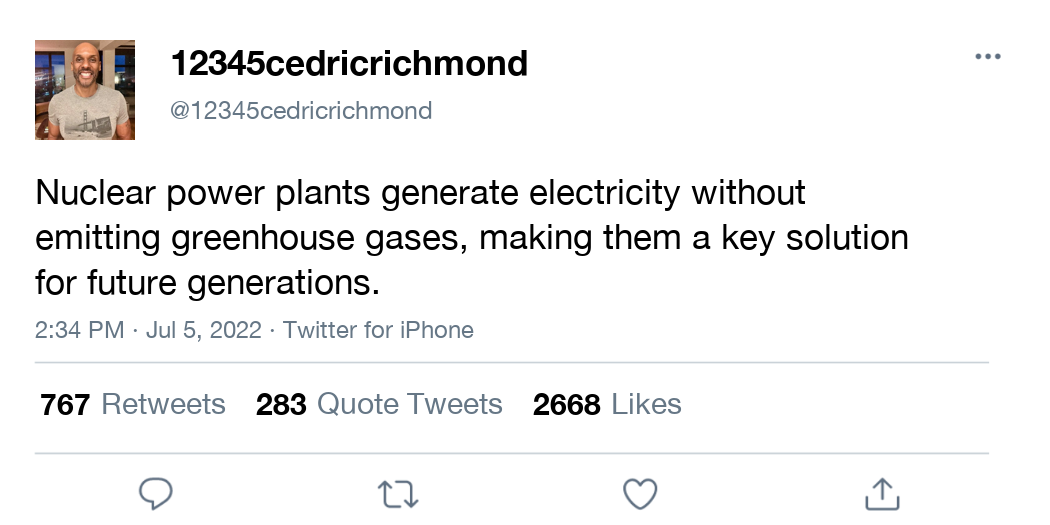 12345cedricrichmond
@12345cedricrichmond
Nuclear power plants generate electricity without
emitting greenhouse gases, making them a key solution
for future generations.
2:34 PM · Jul 5, 2022 · Twitter for iPhone
767 Retweets 283 Quote Tweets 2668 Likes